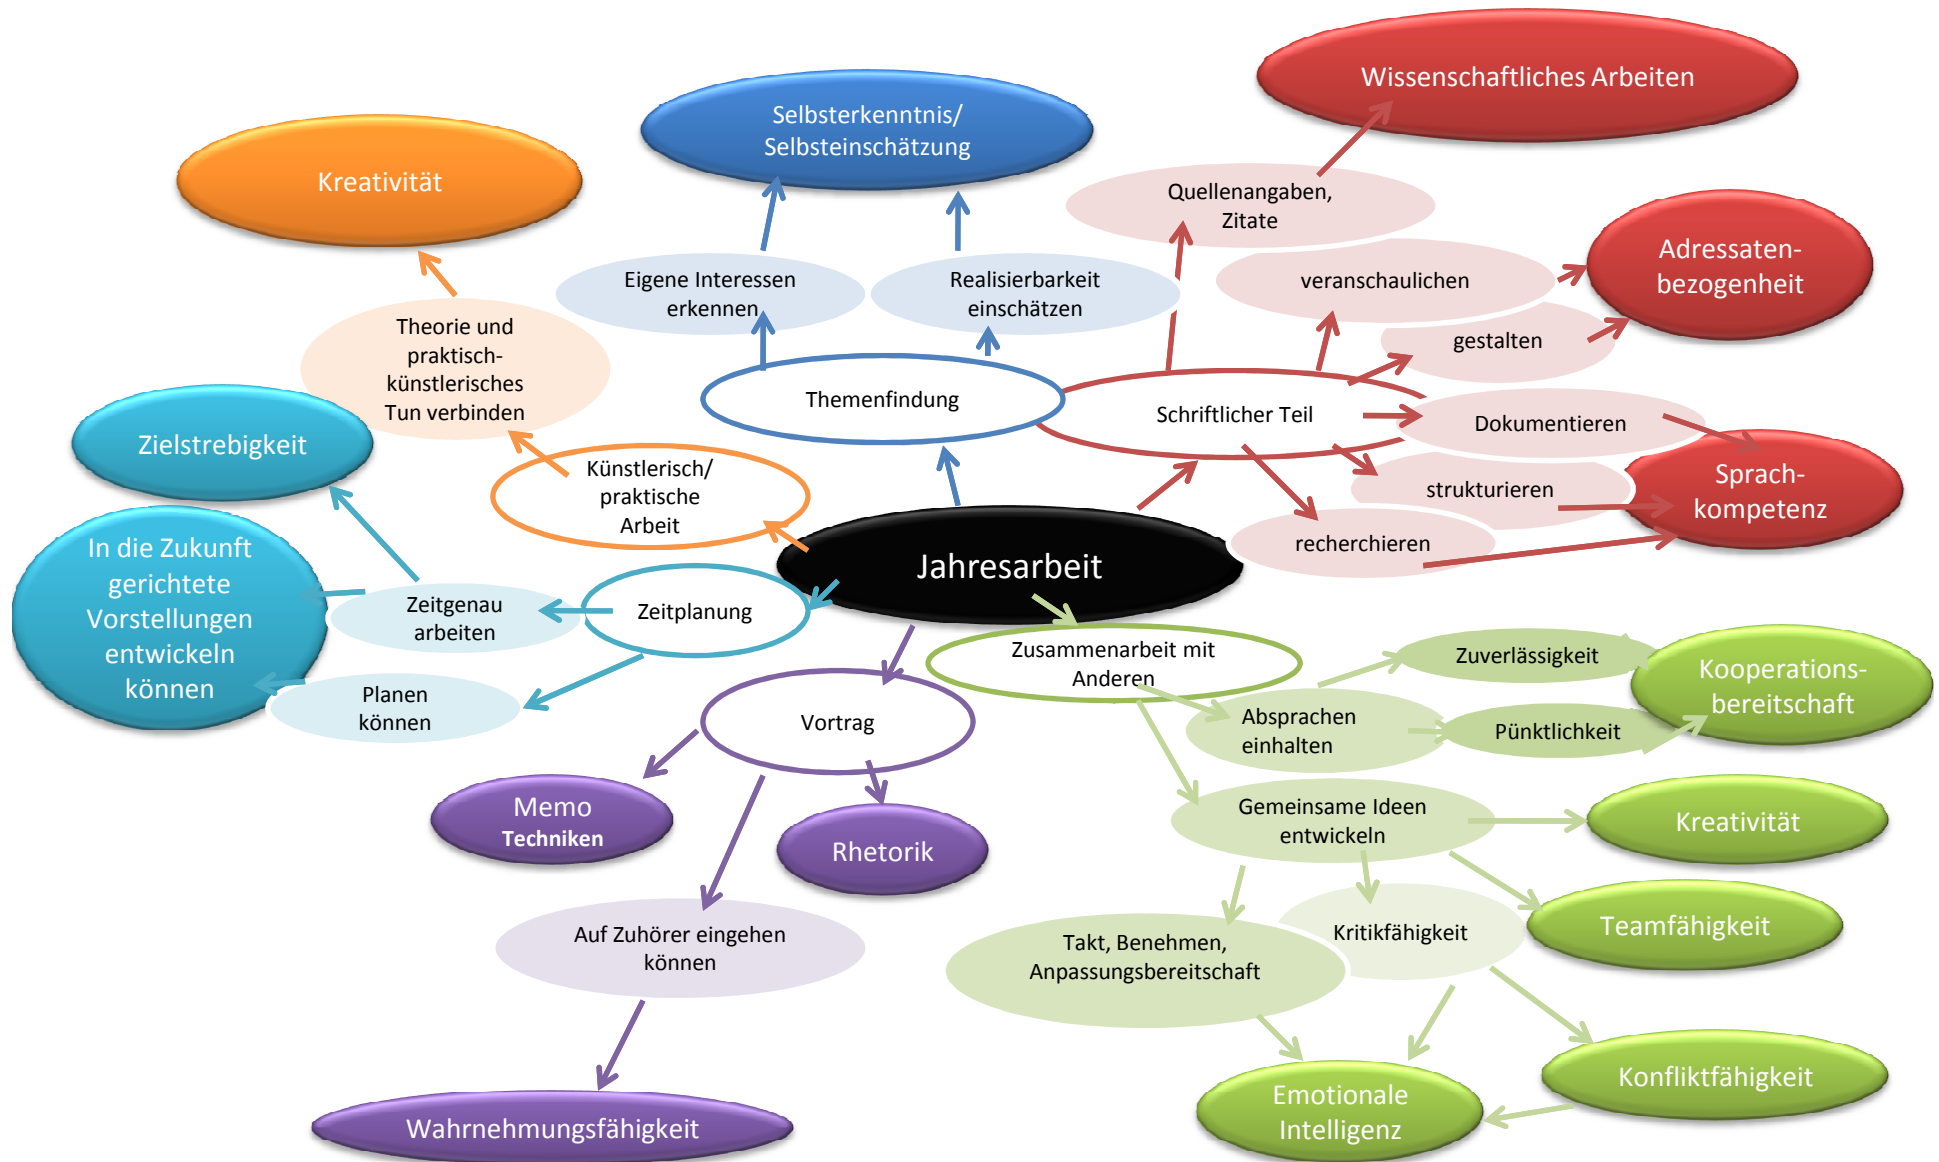 Wissenschaftliches Arbeiten
Selbsterkenntnis/
Selbsteinschätzung
Kreativität
Quellenangaben,
Zitate
Adressaten-
bezogenheit
Eigene Interessen
erkennen
Realisierbarkeit
einschätzen
veranschaulichen
gestalten
Theorie und
praktisch-
künstlerisches
Tun verbinden
Themenfindung
Schriftlicher Teil
Dokumentieren
Zielstrebigkeit
Künstlerisch/
praktische
Arbeit
strukturieren
Sprach-
kompetenz
recherchieren
In die Zukunft
gerichtete
Vorstellungen
entwickeln
können
Jahresarbeit
Zeitgenau
arbeiten
Zeitplanung
Zusammenarbeit mit
Anderen
Zuverlässigkeit
Kooperations-
bereitschaft
Planen
können
Vortrag
Absprachen
einhalten
Pünktlichkeit
Memo
Techniken
Rhetorik
Gemeinsame Ideen
entwickeln
Kreativität
Auf Zuhörer eingehen
können
Takt, Benehmen,
Anpassungsbereitschaft
Kritikfähigkeit
Teamfähigkeit
Konfliktfähigkeit
Emotionale
Intelligenz
Wahrnehmungsfähigkeit